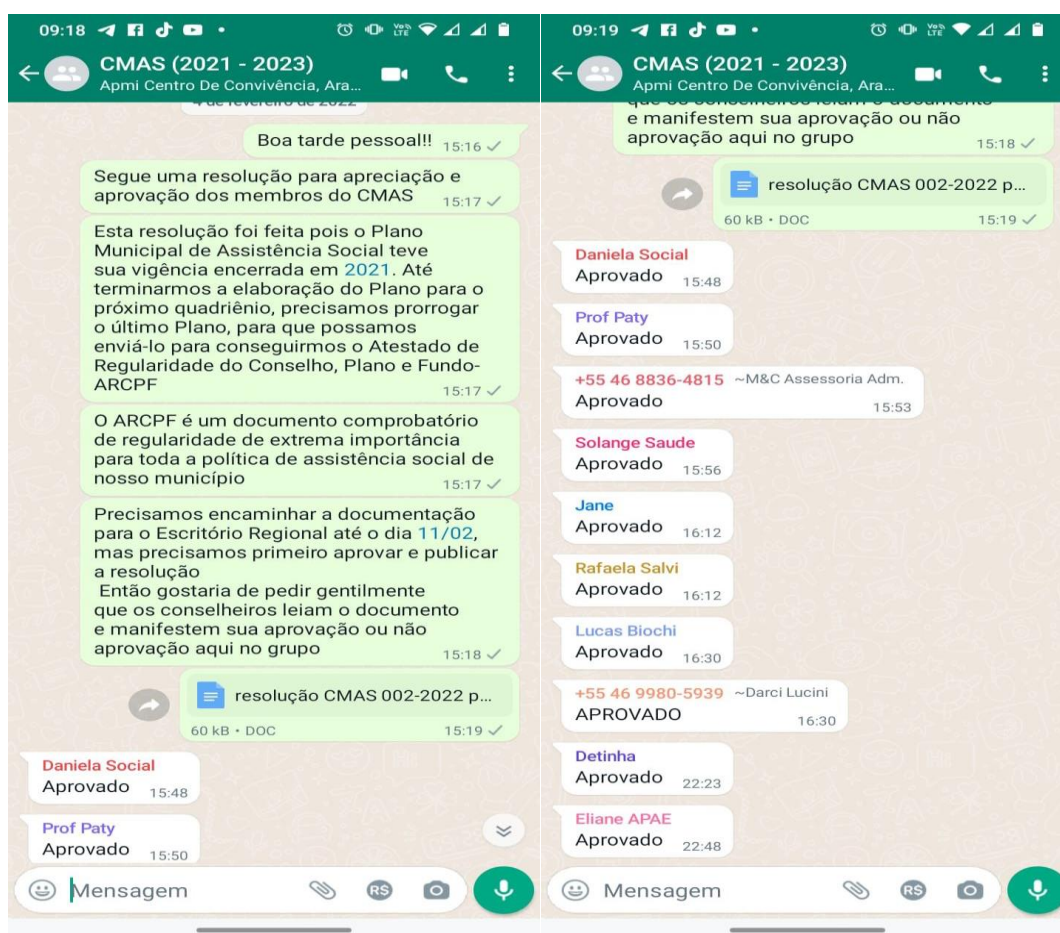 09:18
CMAS (2021 - 2023)
Apmi Centro De Convivência, Ara...
4 de fevereiro de 2022
Boa tarde pessoal!! 15:16
Segue uma resolução para apreciação e
aprovação dos membros do CMAS 15:17
Esta resolução foi feita pois o Plano
Municipal de Assistência Social teve
sua vigência encerrada em 2021. Até
terminarmos a elaboração do Plano para o
próximo quadriênio, precisamos prorrogar
o último Plano, para que possamos
enviá-lo para conseguirmos o Atestado de
Regularidade do Conselho, Plano e Fundo-
ARCPF 15:17
O ARCPF é um documento comprobatório
de regularidade de extrema importância
para toda a política de assistência social de
nosso município 15:17
Precisamos encaminhar a documentação
para o Escritório Regional até o dia 11/02,
mas precisamos primeiro aprovar e publicar
a resolução
Então gostaria de pedir gentilmente
que os conselheiros leiam o documento
e manifestem sua aprovação ou não
aprovação aqui no grupo 15:18
resolução CMAS 002-2022 p...
60 kB • DOC 15:19
Daniela Social
Aprovado 15:48
Prof Paty
Aprovado 15:50
Mensagem R$
09:19
CMAS (2021 - 2023)
Apmi Centro De Convivência, Ara...
que os conselheiros leiam o documento
e manifestem sua aprovação ou não
aprovação aqui no grupo 15:18
resolução CMAS 002-2022 p...
60 kB • DOC 15:19
Daniela Social
Aprovado 15:48
Prof Paty
Aprovado 15:50
+55 46 8836-4815 ~M&C Assessoria Adm.
Aprovado 15:53
Solange Saude
Aprovado 15:56
Jane
Aprovado 16:12
Rafaela Salvi
Aprovado 16:12
Lucas Biochi
Aprovado 16:30
+55 46 9980-5939 ~Darci Lucini
APROVADO 16:30
Detinha
Aprovado 22:23
Eliane APAE
Aprovado 22:48
Mensagem R$